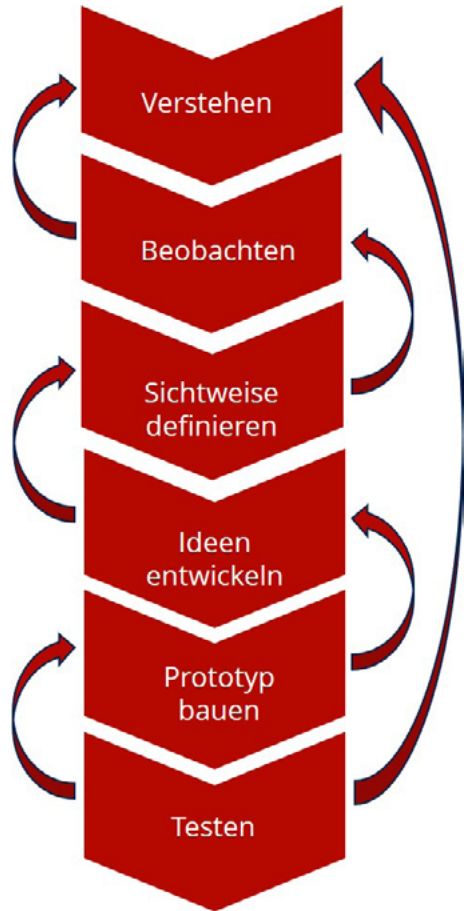 Verstehen
Beobachten
Sichtweise
definieren
Ideen
entwickeln
Prototyp
bauen
Testen